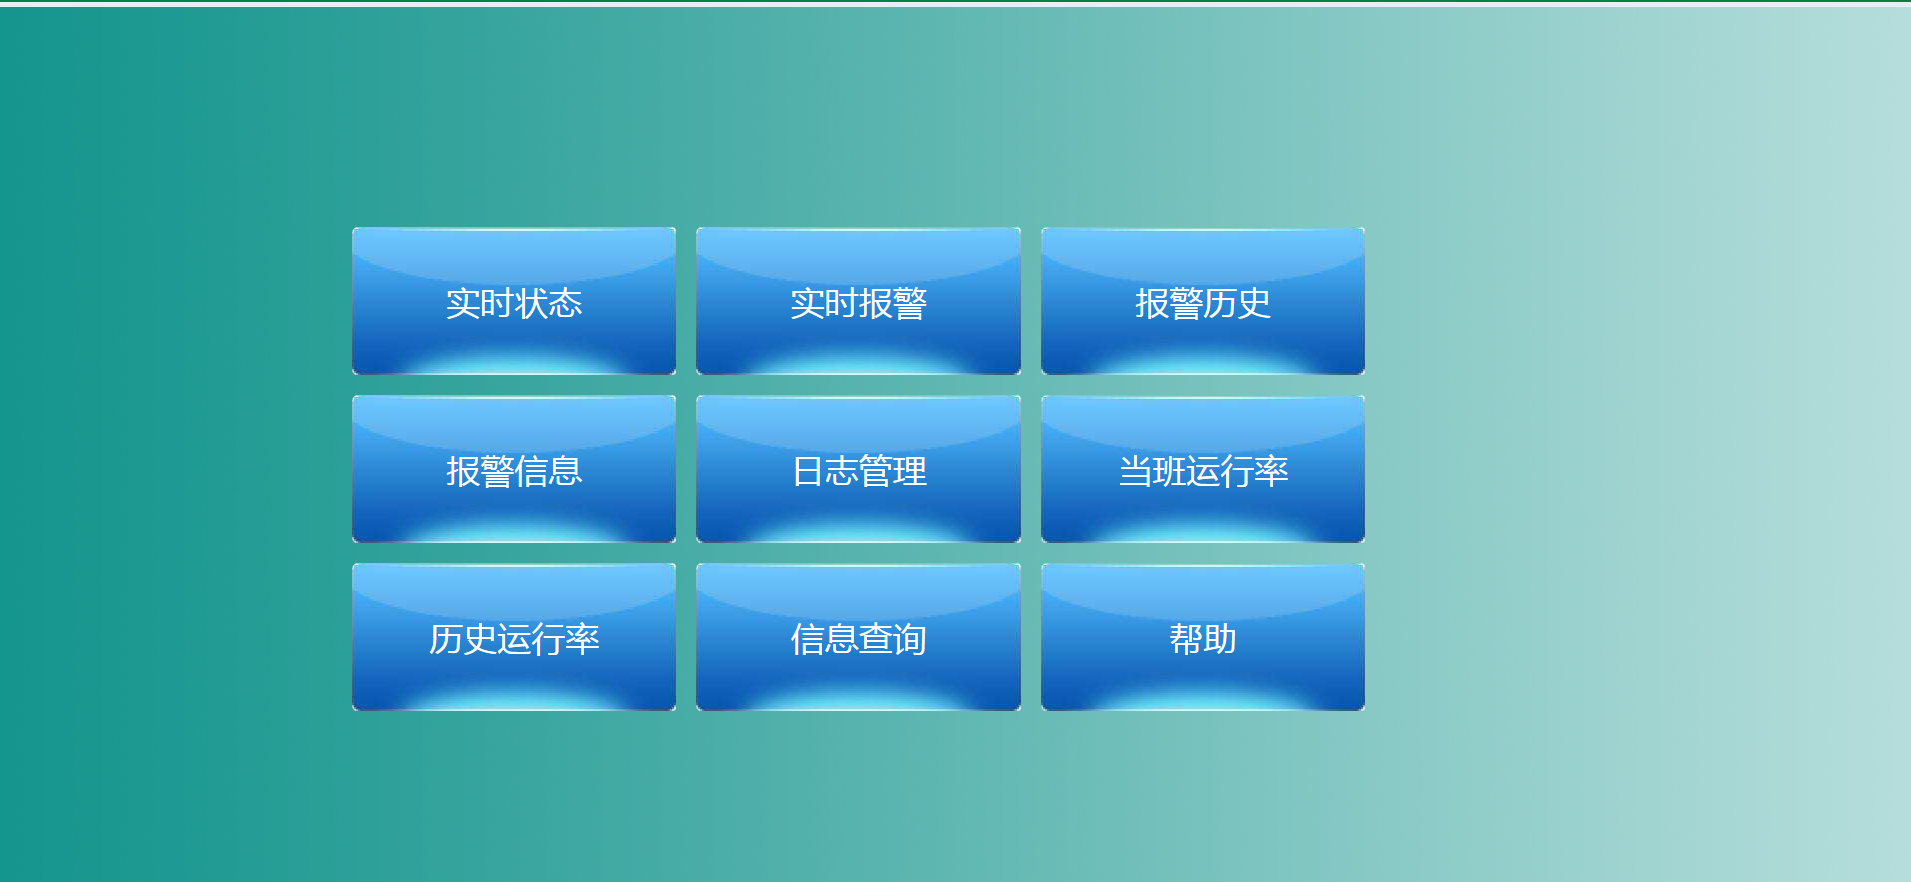 实时状态
实时报警
报警历史
报警信息
日志管理
当班运行率
历史运行率
信息查询
帮助